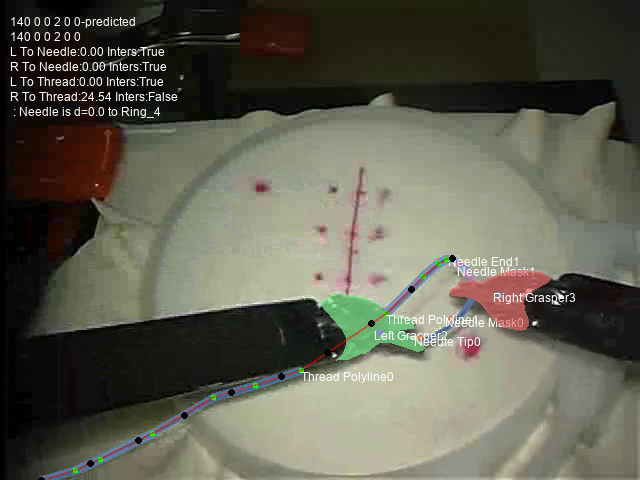 140 0 0 2 0 0-predicted
140 0 0 2 0 0
L To Needle:0.00 Inters:True
R To Needle:0.00 Inters:True
L To Thread:0.00 Inters:True
R To Thread:24.54 Inters:False
: Needle is d=0.0 to Ring_4
Needle End1
Needle Mask1
Right Grasper3
Thread Polyline1
Needle Mask0
Left Grasper2
Needle Tip0
Thread Polyline0